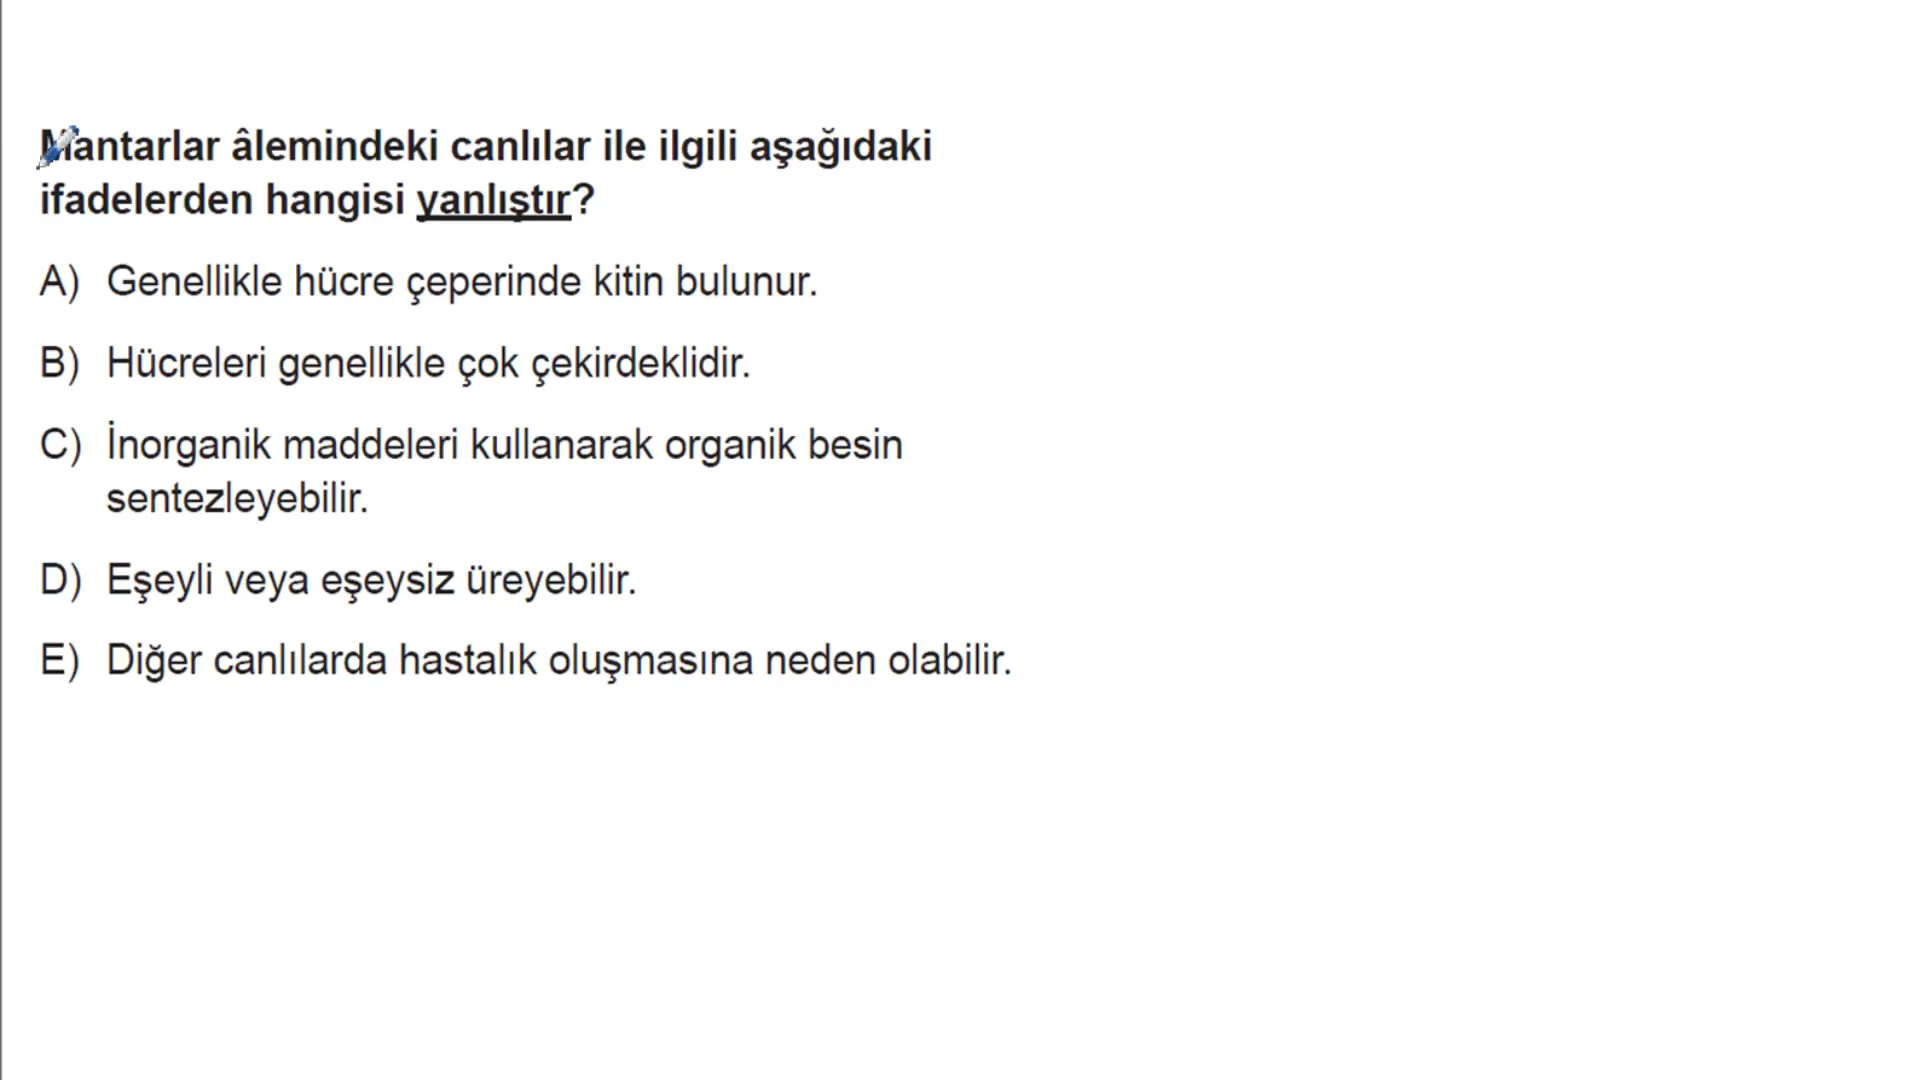 Mantarlar âlemindeki canlılar ile ilgili aşağıdaki
ifadelerden hangisi yanlıştır?
A) Genellikle hücre çeperinde kitin bulunur.
B) Hücreleri genellikle çok çekirdeklidir.
C) İnorganik maddeleri kullanarak organik besin
sentezleyebilir.
D) Eşeyli veya eşeysiz üreyebilir.
E) Diğer canlılarda hastalık oluşmasına neden olabilir.